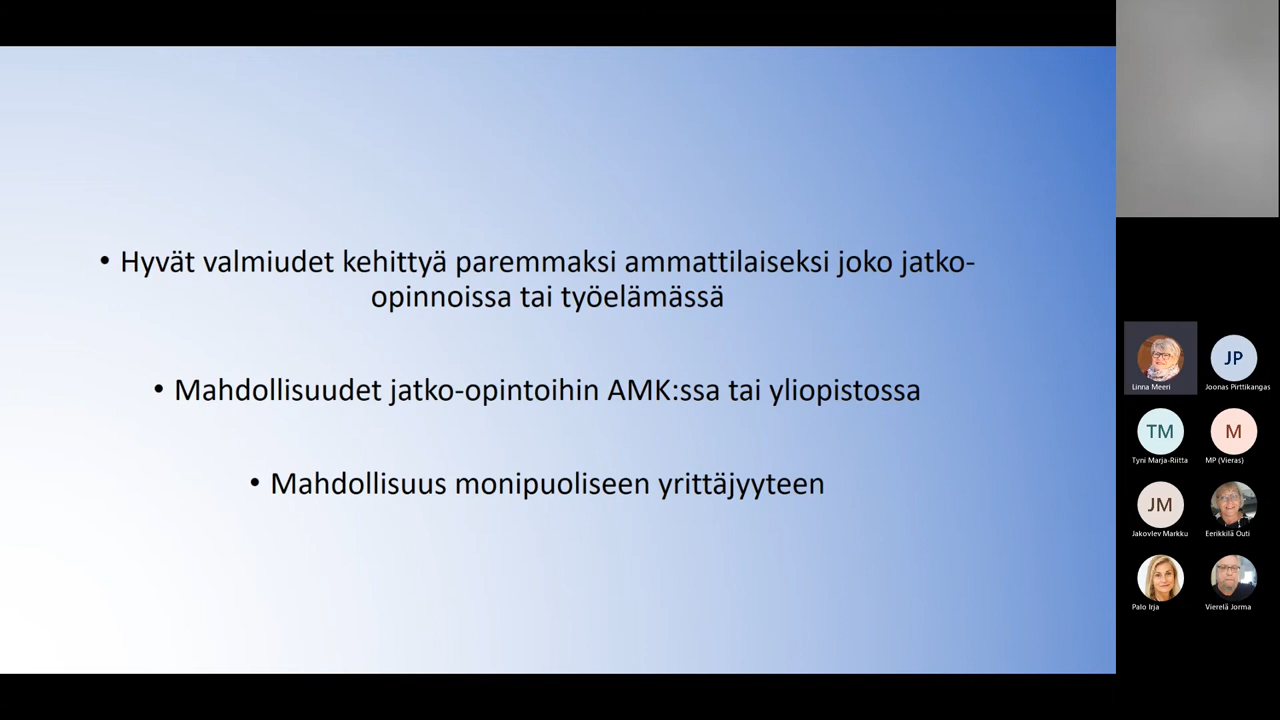 • Hyvät valmiudet kehittyä paremmaksi ammattilaiseksi joko jatko-
opinnoissa tai työelämässä
• Mahdollisuudet jatko-opintoihin AMK:ssa tai yliopistossa
• Mahdollisuus monipuoliseen yrittäjyyteen
Linna Meeri
JP
Joonas Pirttikangas
TM
Tyni Marja-Riitta
M
MP (Vieras)
JM
Jakovlev Markku
Eerikkilä Outi
Palo Irja
Vierelä Jorma